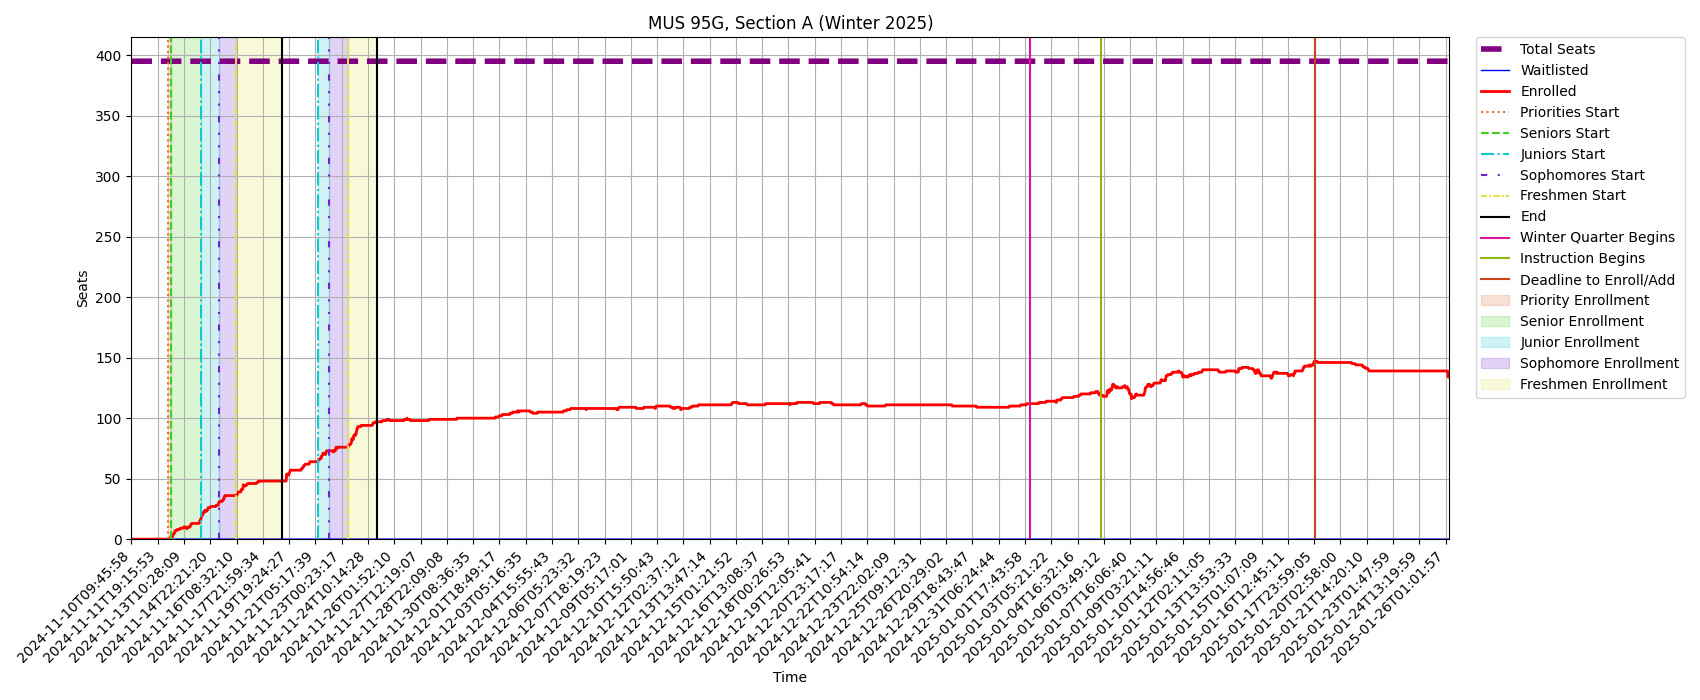 MUS 95G, Section A (Winter 2025)
Seats
400
350
300
250
200
150
100
50
0
2024-11-10T09:45:58
2024-11-11T19:15:53
2024-11-13T10:28:09
2024-11-14T22:21:20
2024-11-16T08:32:10
2024-11-17T21:59:34
2024-11-19T19:24:27
2024-11-21T05:17:39
2024-11-23T00:23:17
2024-11-24T10:14:28
2024-11-26T01:52:10
2024-11-27T12:19:07
2024-11-28T22:09:08
2024-11-30T08:36:35
2024-12-01T18:49:17
2024-12-03T05:16:35
2024-12-04T15:55:43
2024-12-06T05:23:32
2024-12-07T18:19:23
2024-12-09T05:17:01
2024-12-10T15:50:43
2024-12-12T02:37:12
2024-12-13T13:47:14
2024-12-15T01:21:52
2024-12-16T13:08:37
2024-12-18T00:26:53
2024-12-19T12:05:41
2024-12-20T23:17:17
2024-12-22T10:54:14
2024-12-23T22:02:09
2024-12-25T09:12:31
2024-12-26T20:29:02
2024-12-29T18:43:47
2024-12-31T06:24:44
2025-01-01T17:43:58
2025-01-03T05:21:22
2025-01-04T16:32:16
2025-01-06T03:49:12
2025-01-07T16:06:40
2025-01-09T03:21:11
2025-01-10T14:56:46
2025-01-12T02:11:05
2025-01-13T13:53:33
2025-01-15T01:07:09
2025-01-16T12:45:11
2025-01-17T23:59:05
2025-01-20T02:58:00
2025-01-21T14:20:10
2025-01-23T01:47:59
2025-01-24T13:19:59
2025-01-26T01:01:57
Time
Total Seats
Waitlisted
Enrolled
Priorities Start
Seniors Start
Juniors Start
Sophomores Start
Freshmen Start
End
Winter Quarter Begins
Instruction Begins
Deadline to Enroll/Add
Priority Enrollment
Senior Enrollment
Junior Enrollment
Sophomore Enrollment
Freshmen Enrollment